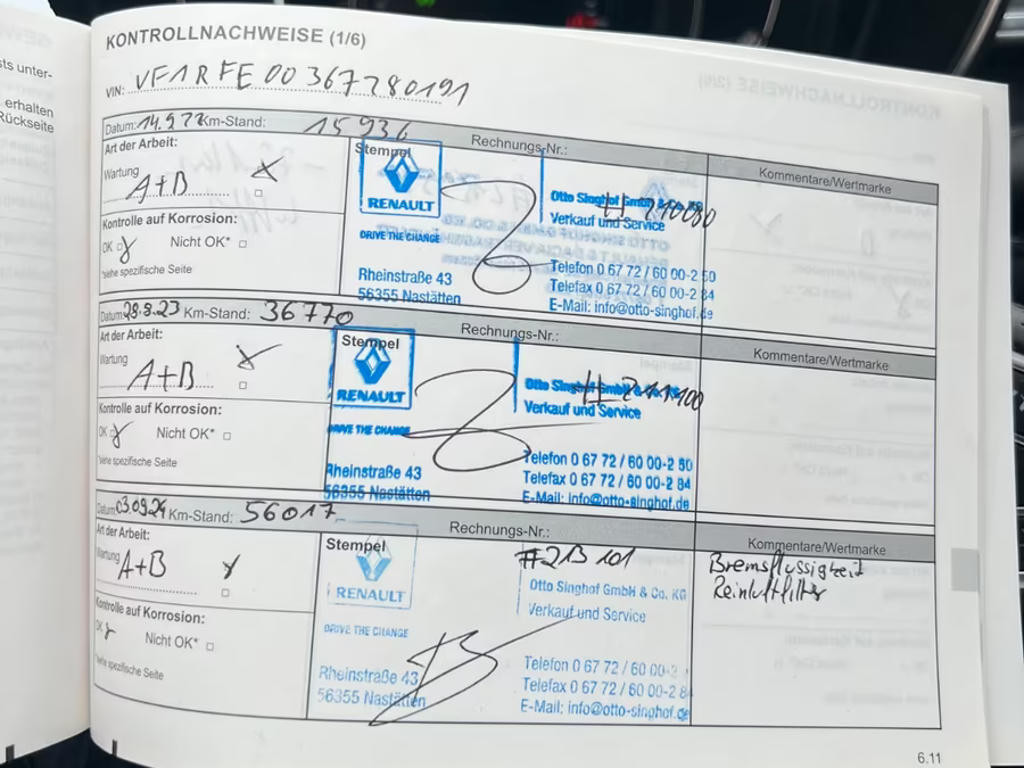 sts unter-
erhalten
Rückseite
KONTROLLNACHWEISE (1/6)
VIN: VF1RFE00367280191
Datum: 14.9.22 Km-Stand: 15936
Rechnungs-Nr.:
Kommentare/Wertmarke
Art der Arbeit:
Wartung
A+B
Kontrolle auf Korrosion:
OK Nicht OK*
*siehe spezifische Seite
Stempel
RENAULT
DRIVE THE CHANGE
Rheinstraße 43
56355 Nastätten
Otto Singhof GmbH & Co. KG
Verkauf und Service
Telefon 0 67 72 / 60 00-2 50
Telefax 0 67 72 / 60 00-2 84
E-Mail: info@otto-singhof.de
Datum: 28.8.23 Km-Stand: 36770
Rechnungs-Nr.:
Kommentare/Wertmarke
Art der Arbeit:
Wartung
A+B
Kontrolle auf Korrosion:
OK Nicht OK*
*siehe spezifische Seite
Stempel
RENAULT
DRIVE THE CHANGE
Rheinstraße 43
56355 Nastätten
#211100
Otto Singhof GmbH & Co. KG
Verkauf und Service
Telefon 0 67 72 / 60 00-2 50
Telefax 0 67 72 / 60 00-2 84
E-Mail: info@otto-singhof.de
Datum: 03.09.24 Km-Stand: 56017
Rechnungs-Nr.:
Kommentare/Wertmarke
Art der Arbeit:
Wartung
A+B
Kontrolle auf Korrosion:
OK Nicht OK*
*siehe spezifische Seite
Stempel
RENAULT
DRIVE THE CHANGE
Rheinstraße 43
56355 Nastätten
#213101
Otto Singhof GmbH & Co. KG
Verkauf und Service
Telefon 0 67 72 / 60 00-2
Telefax 0 67 72 / 60 00-2 84
E-Mail: info@otto-singhof.de
Bremsflüssigkeit
Reinluftfilter
6.11